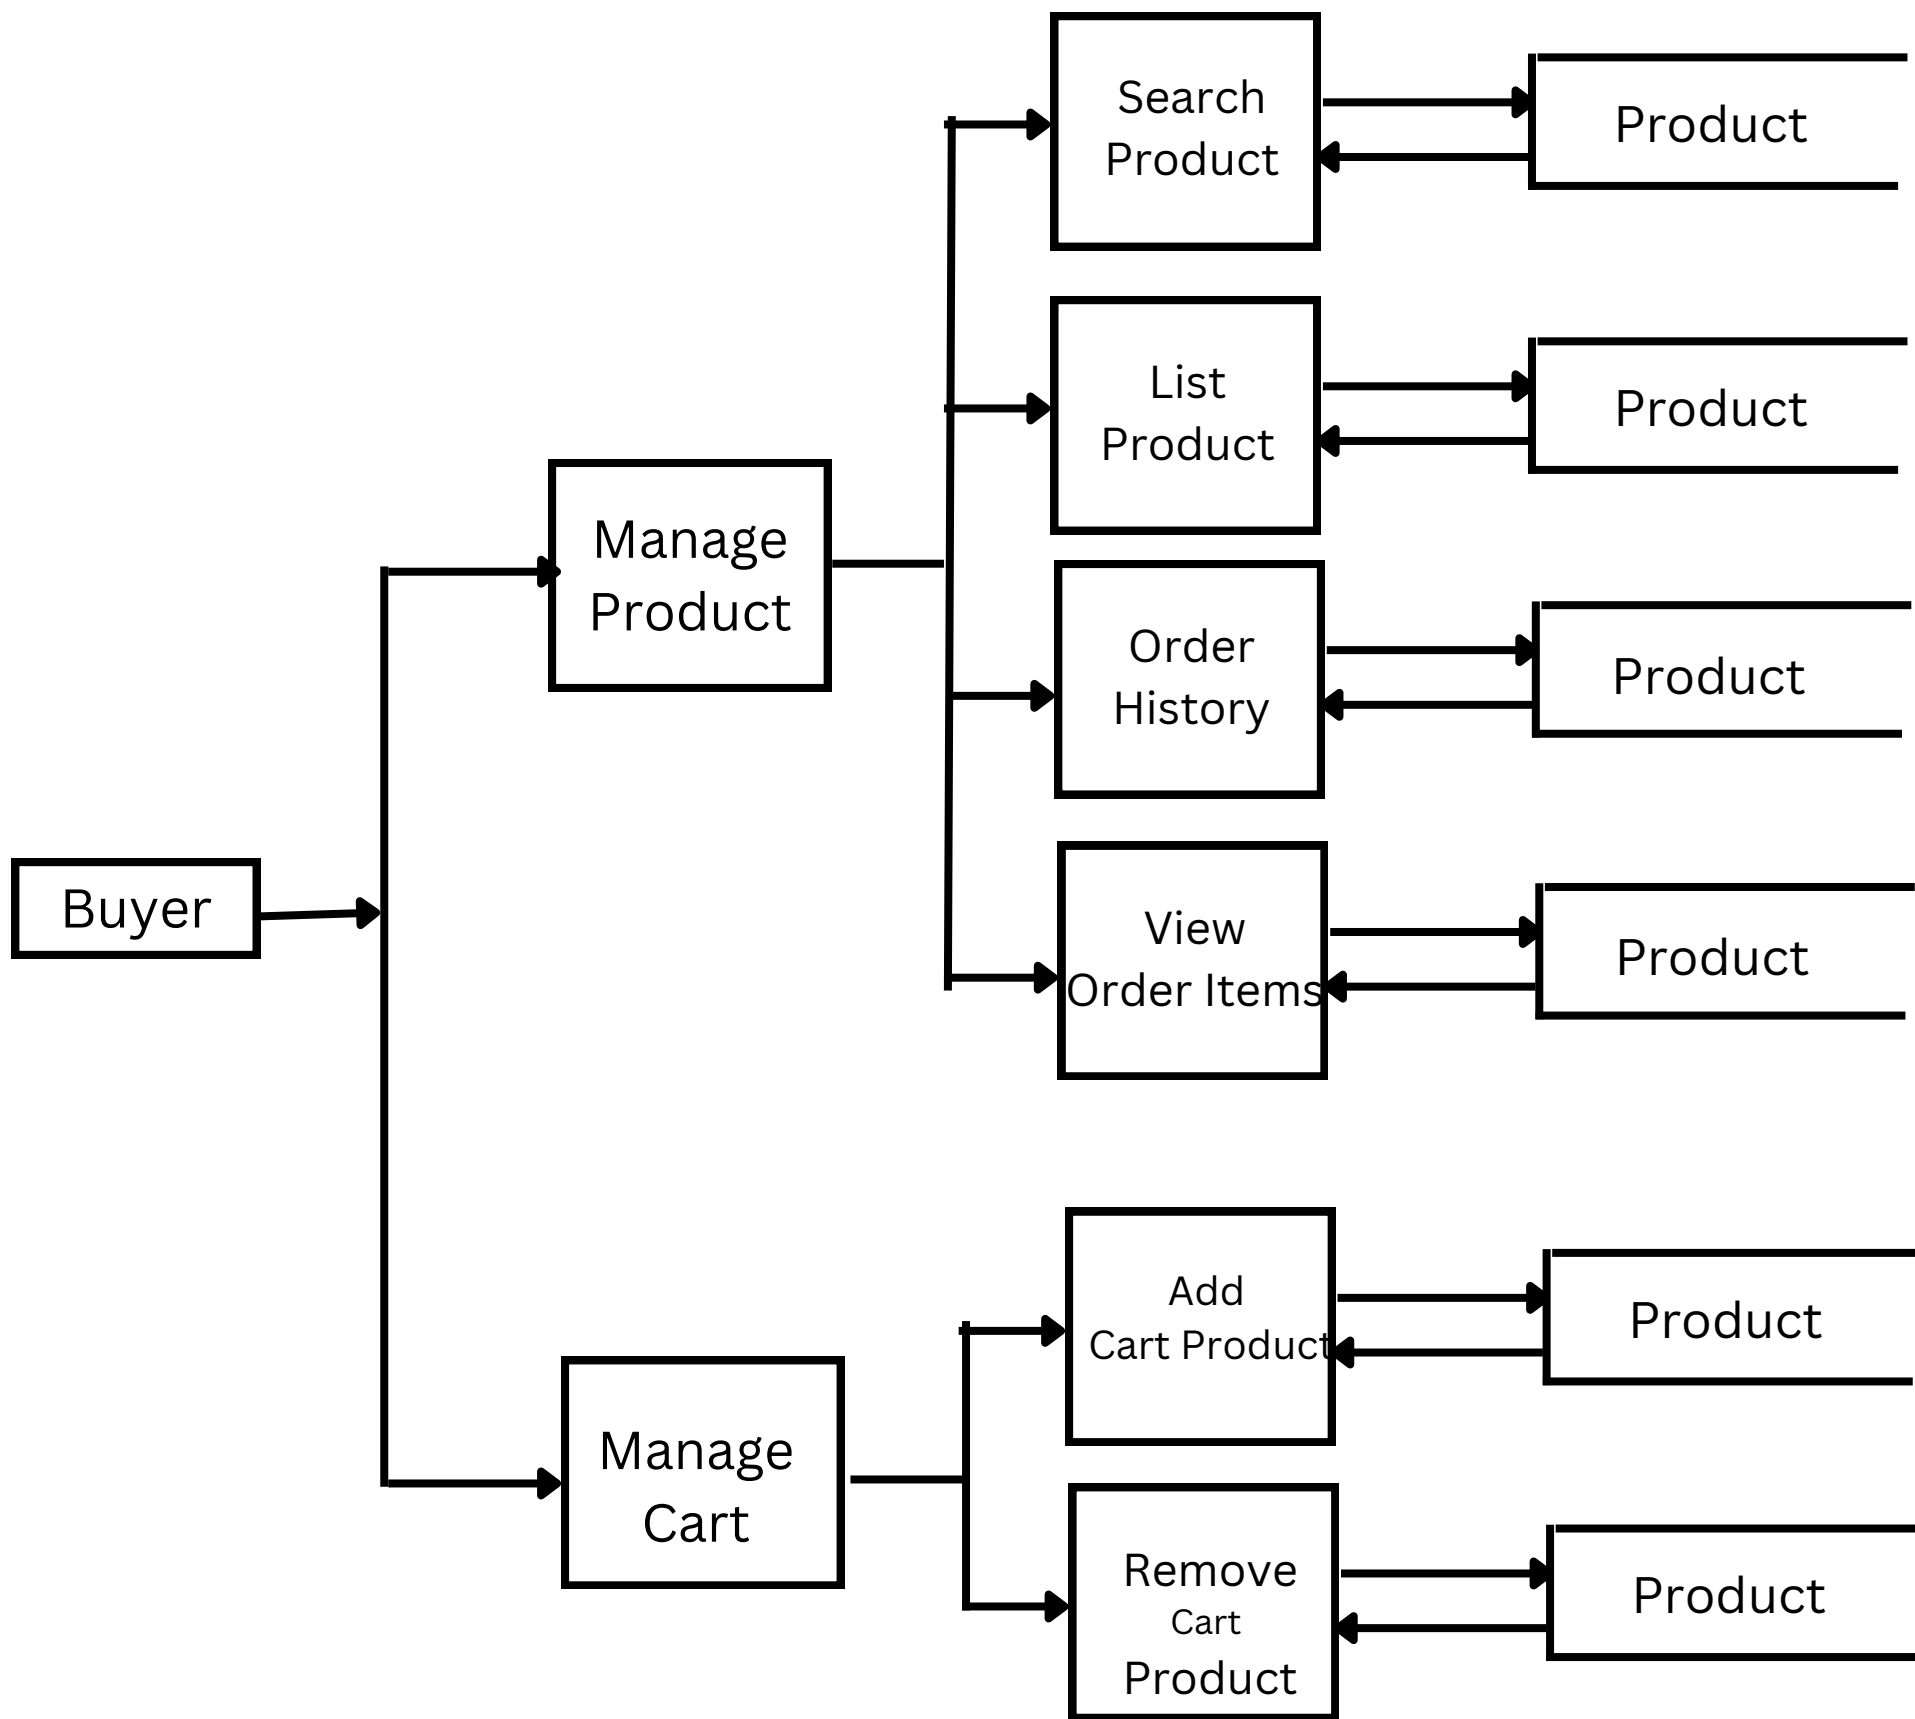 Search
Product
Product
List
Product
Product
Manage
Product
Order
History
Product
Buyer
View
Order Items
Product
Add
Cart Product
Product
Manage
Cart
Remove
Cart
Product
Product